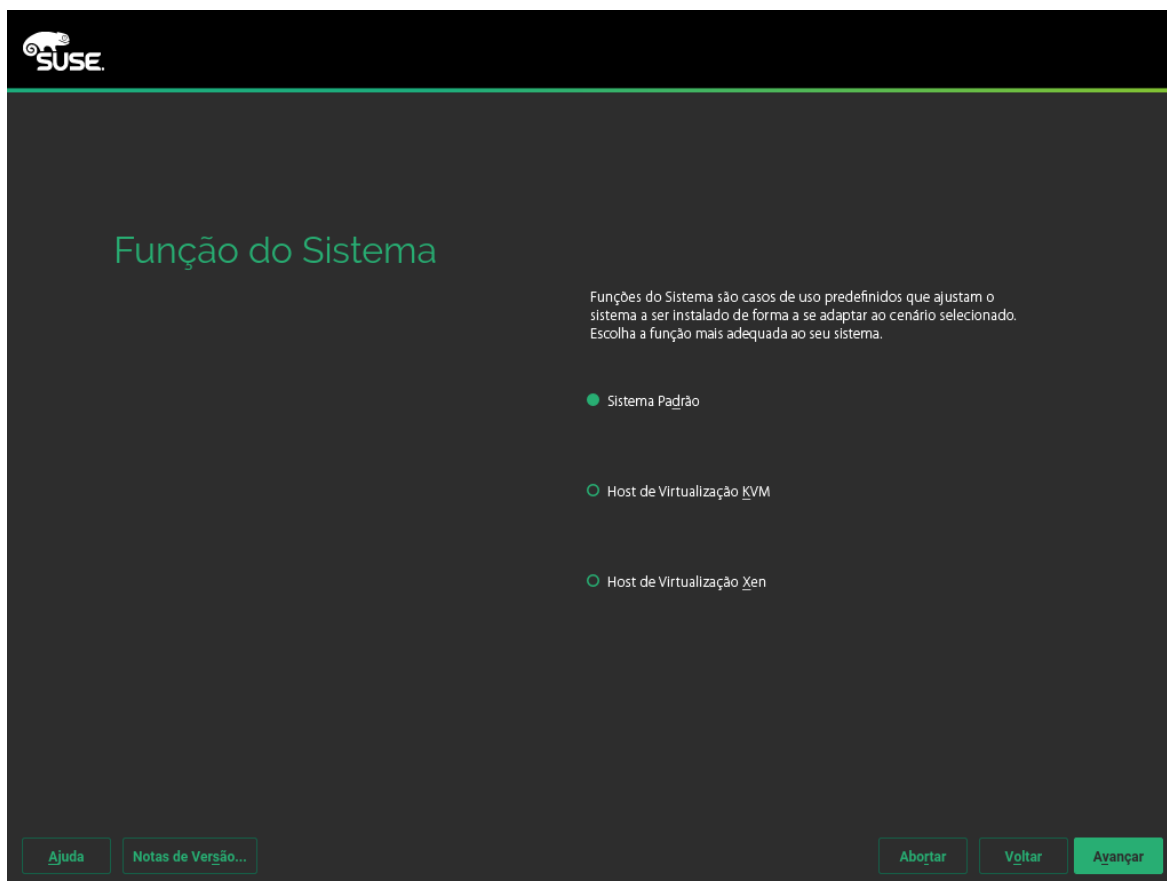 SUSE.
Função do Sistema
Funções do Sistema são casos de uso predefinidos que ajustam o
sistema a ser instalado de forma a se adaptar ao cenário selecionado.
Escolha a função mais adequada ao seu sistema.
Sistema Padrão
Host de Virtualização KVM
Host de Virtualização Xen
Ajuda
Notas de Versão...
Abortar
Voltar
Avançar